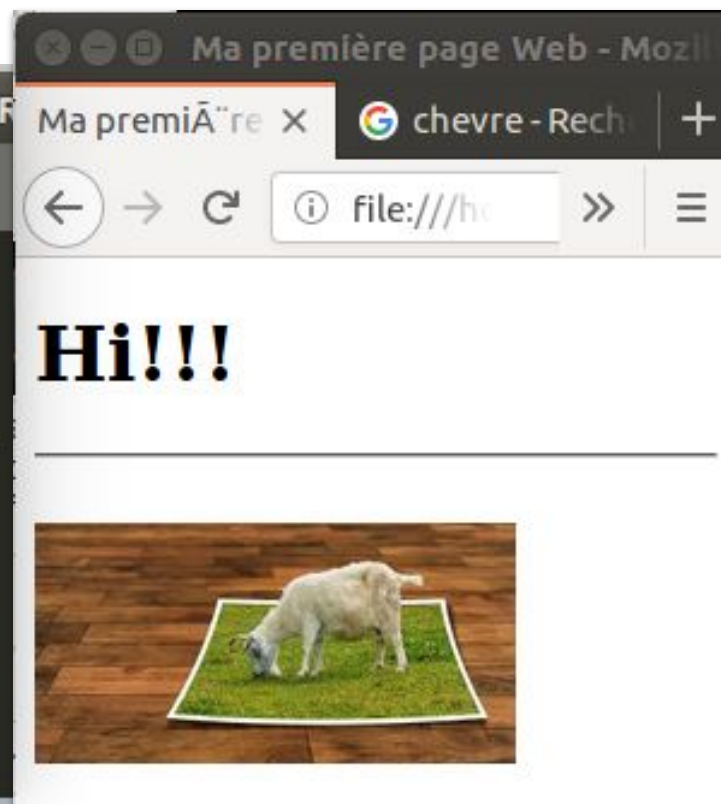 Ma première page Web - Mozil
Ma premiÃ¨re
chevre - Rech
file:///h
Hi!!!